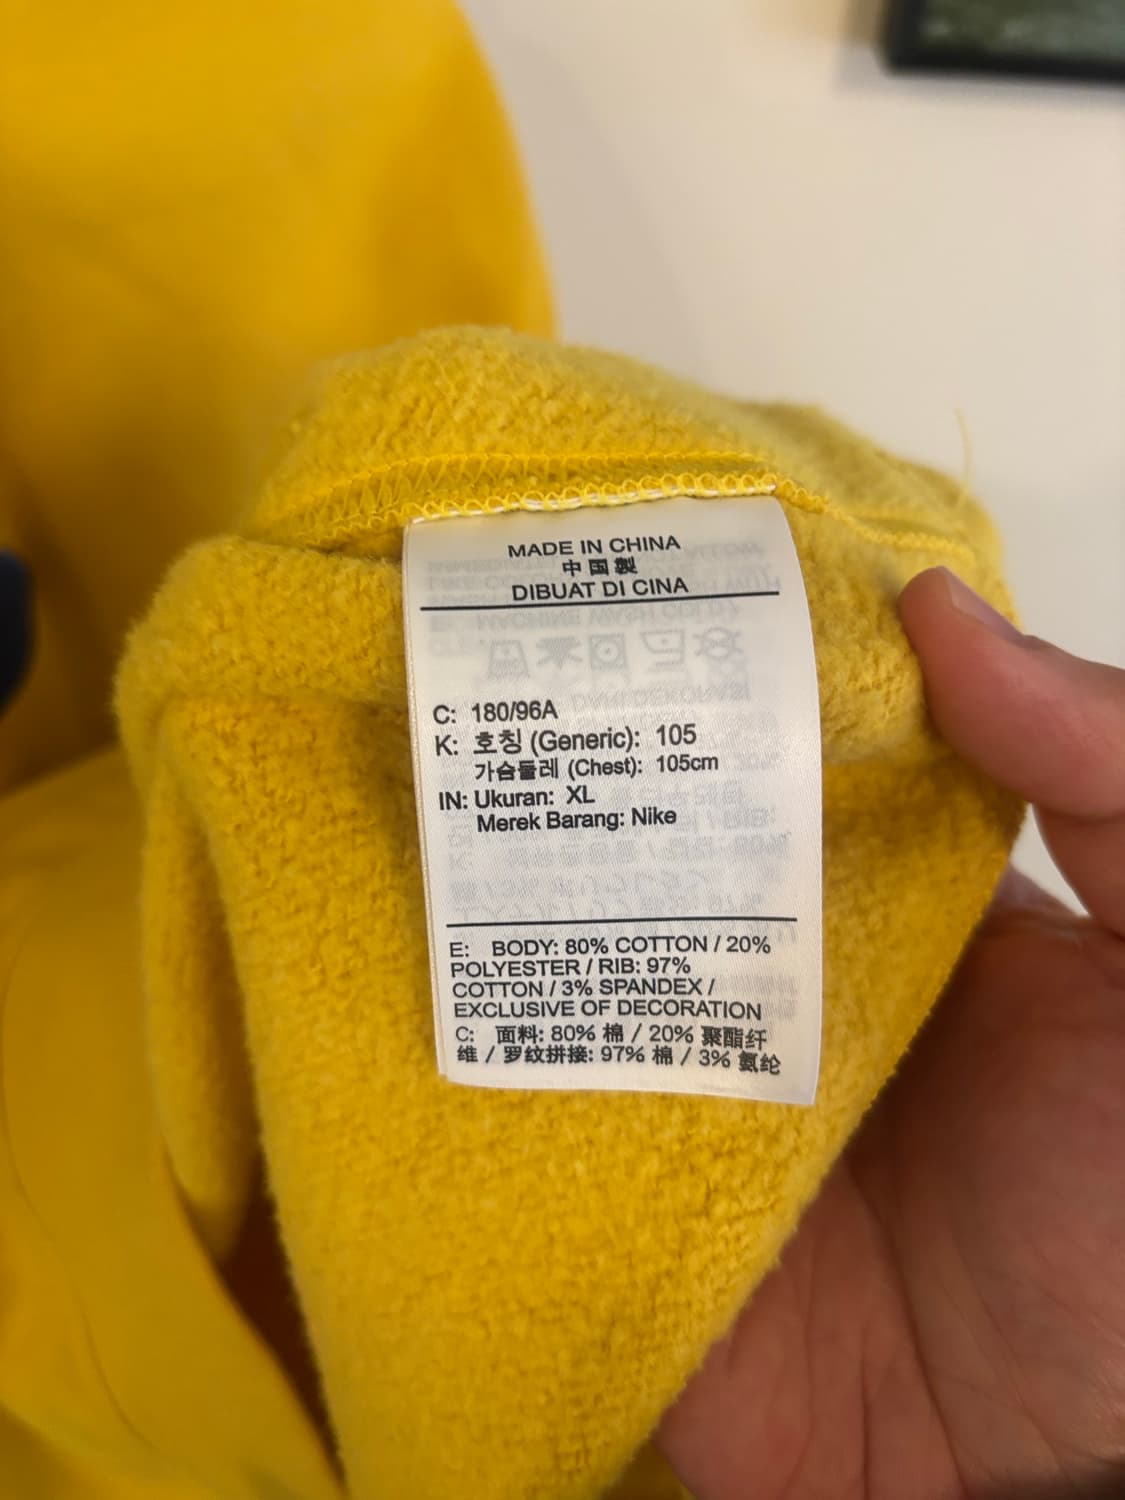 MADE IN CHINA
中国製
DIBUAT DI CINA
C: 180/96A
K: 호칭 (Generic): 105
가슴둘레 (Chest): 105cm
IN: Ukuran: XL
Merek Barang: Nike
E: BODY: 80% COTTON / 20%
POLYESTER / RIB: 97%
COTTON / 3% SPANDEX /
EXCLUSIVE OF DECORATION
C: 面料: 80% 棉 / 20% 聚酯纤
维 / 罗纹拼接: 97% 棉 / 3% 氨纶